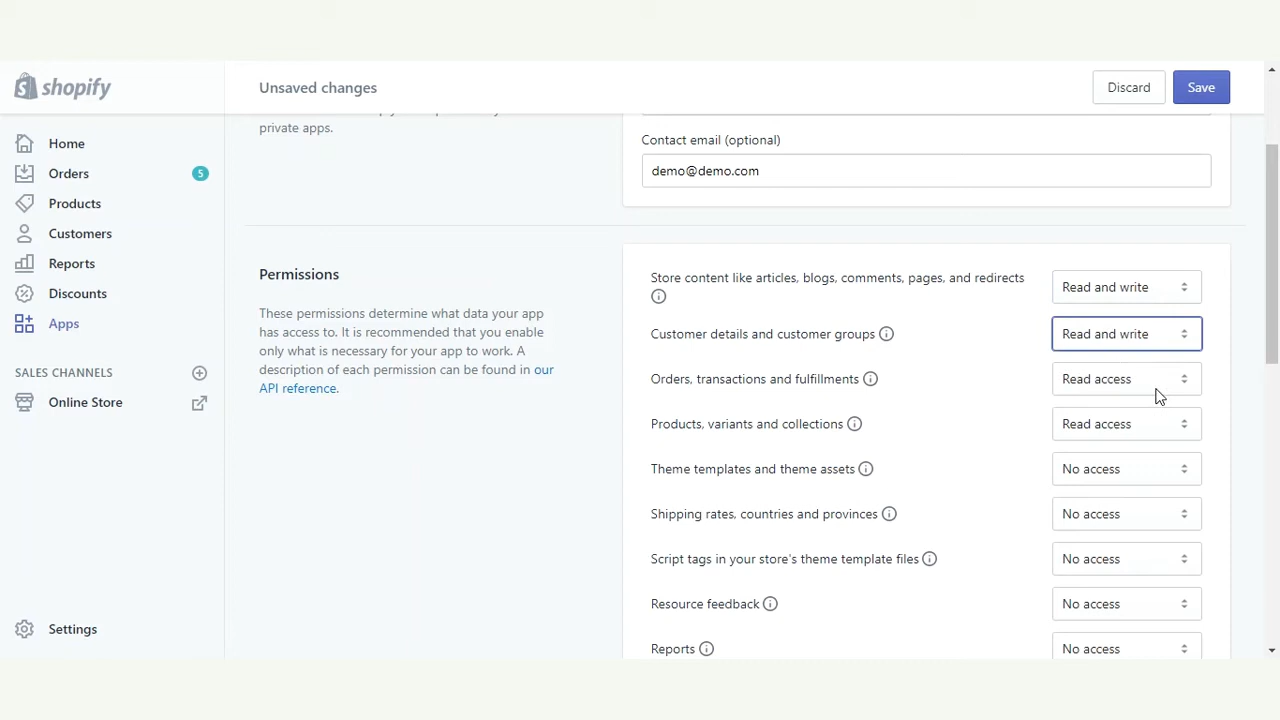 shopify
Unsaved changes
Discard
Save
Home
Orders
5
Products
Customers
Reports
Discounts
Apps
SALES CHANNELS
Online Store
Settings
private apps.
Contact email (optional)
demo@demo.com
Permissions
These permissions determine what data your app
has access to. It is recommended that you enable
only what is necessary for your app to work. A
description of each permission can be found in our
API reference.
Store content like articles, blogs, comments, pages, and redirects
Read and write
Customer details and customer groups
Read and write
Orders, transactions and fulfillments
Read access
Products, variants and collections
Read access
Theme templates and theme assets
No access
Shipping rates, countries and provinces
No access
Script tags in your store's theme template files
No access
Resource feedback
No access
Reports
No access